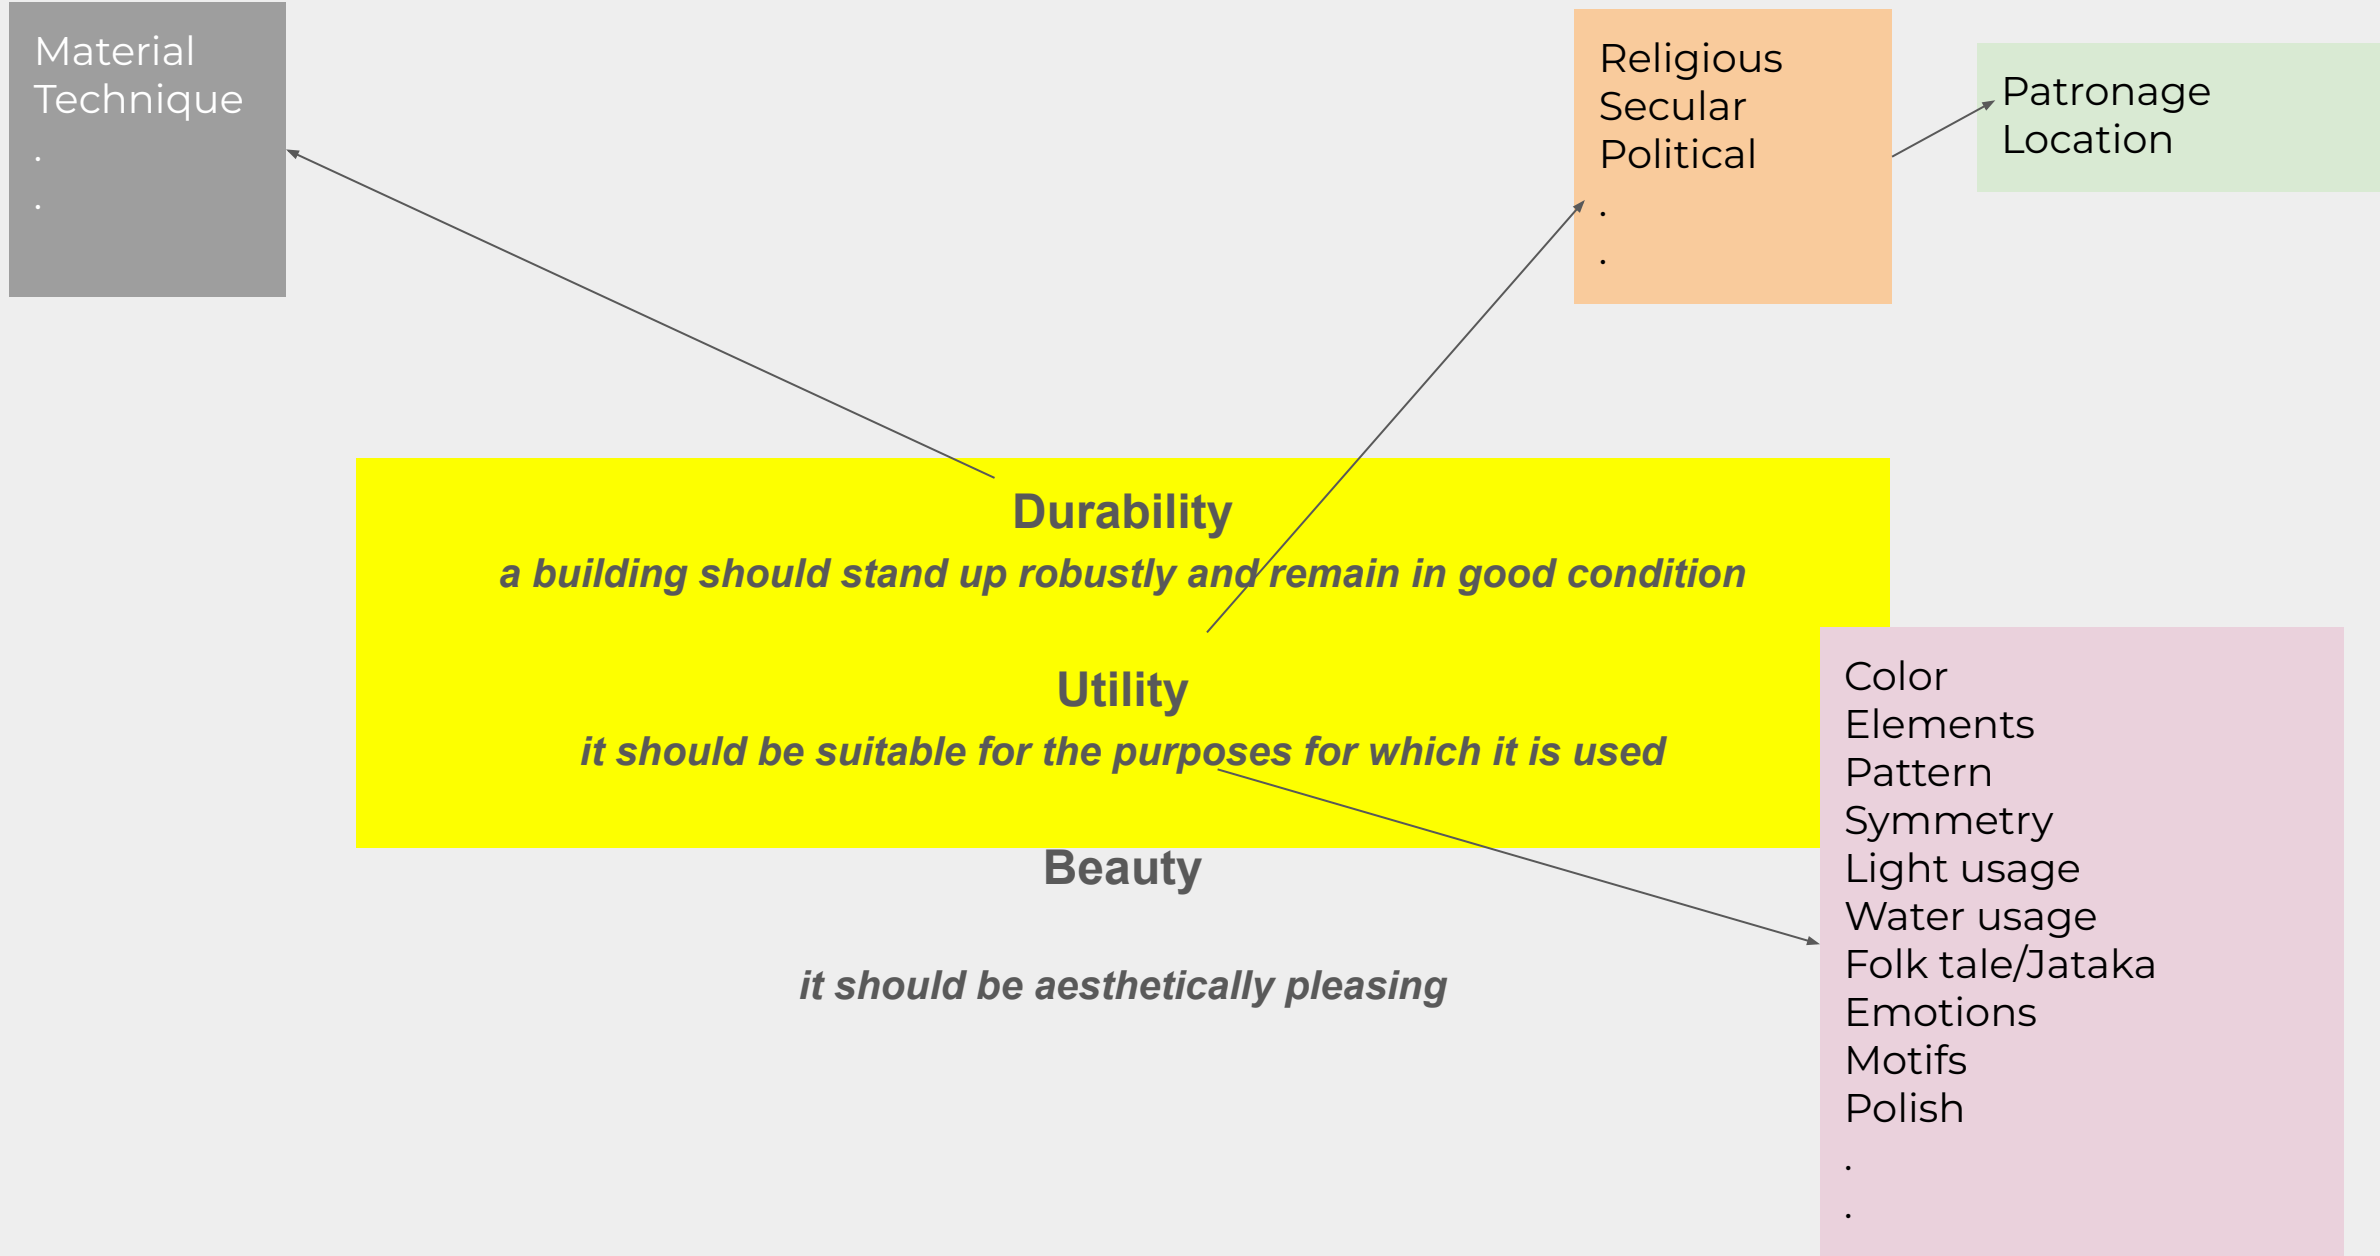 Material
Technique
.
.
Religious
Secular
Political
.
.
Patronage
Location
Durability
a building should stand up robustly and remain in good condition
Utility
it should be suitable for the purposes for which it is used
Beauty
it should be aesthetically pleasing
Color
Elements
Pattern
Symmetry
Light usage
Water usage
Folk tale/Jataka
Emotions
Motifs
Polish
.
.